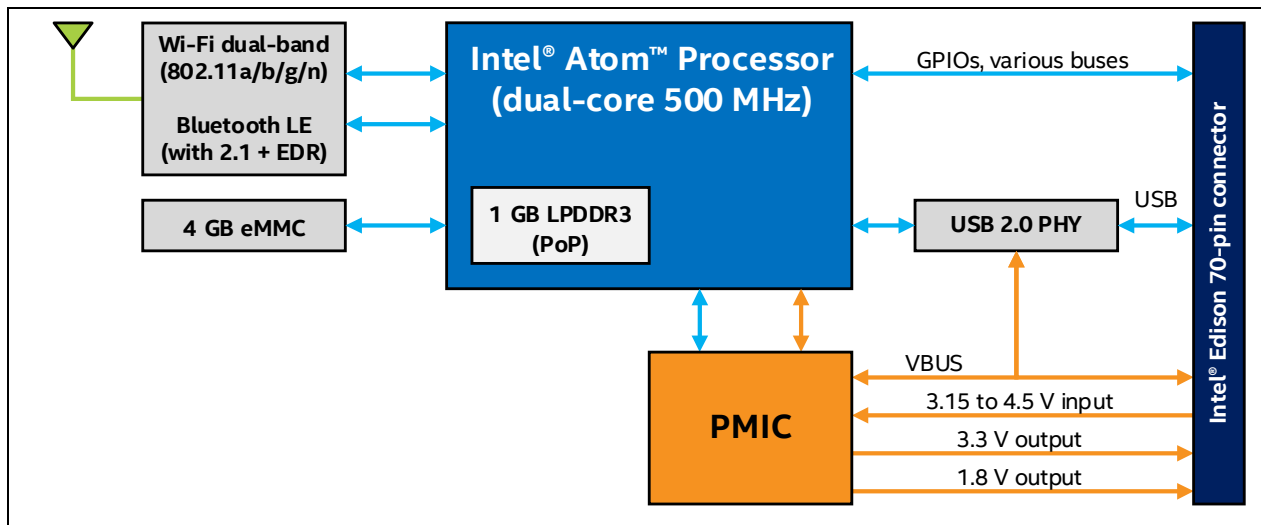 Wi-Fi dual-band
(802.11a/b/g/n)
Bluetooth LE
(with 2.1 + EDR)
4 GB eMMC
Intel® Atom™ Processor
(dual-core 500 MHz)
1 GB LPDDR3
(PoP)
GPIOs, various buses
USB 2.0 PHY
USB
PMIC
VBUS
3.15 to 4.5 V input
3.3 V output
1.8 V output
Intel® Edison 70-pin connector